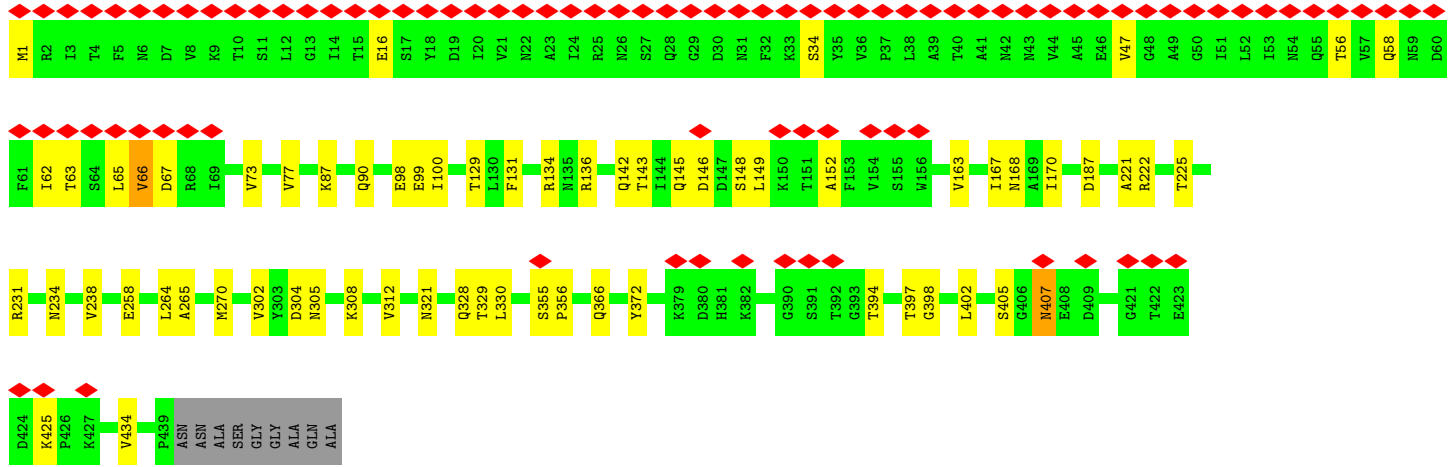 M1 R2 I3 T4 F5 N6 D7 V8 K9 T10 S11 L12 G13 I14 T15 E16 S17 Y18 D19 I20 V21 N22 A23 I24 R25 N26 S27 Q28 G29 D30 N31 F32 K33 S34 Y35 V36 P37 L38 A39 T40 A41 N42 N43 V44 A45 E46 V47 G48 A49 G50 I51 L52 I53 N54 Q55 T56 V57 Q58 N59 D60
F61 I62 T63 S64 L65 V66 D67 R68 I69 V73 V77 K87 Q90 E98 E99 I100 T129 L130 F131 R134 N135 R136 Q142 T143 I144 Q145 D146 D147 S148 L149 K150 T151 A152 F153 V154 S155 W156 V163 I167 N168 A169 I170 D187 A221 R222 T225
R231 N234 V238 E258 L264 A265 M270 V302 Y303 D304 N305 K308 V312 N321 Q328 T329 L330 S355 P356 Q366 Y372 K379 D380 H381 K382 G390 S391 T392 G393 T394 T397 G398 L402 S405 G406 N407 E408 D409 G421 T422 E423
D424 K425 P426 K427 V434 P439 ASN ASN ALA SER GLY GLY ALA GLN ALA